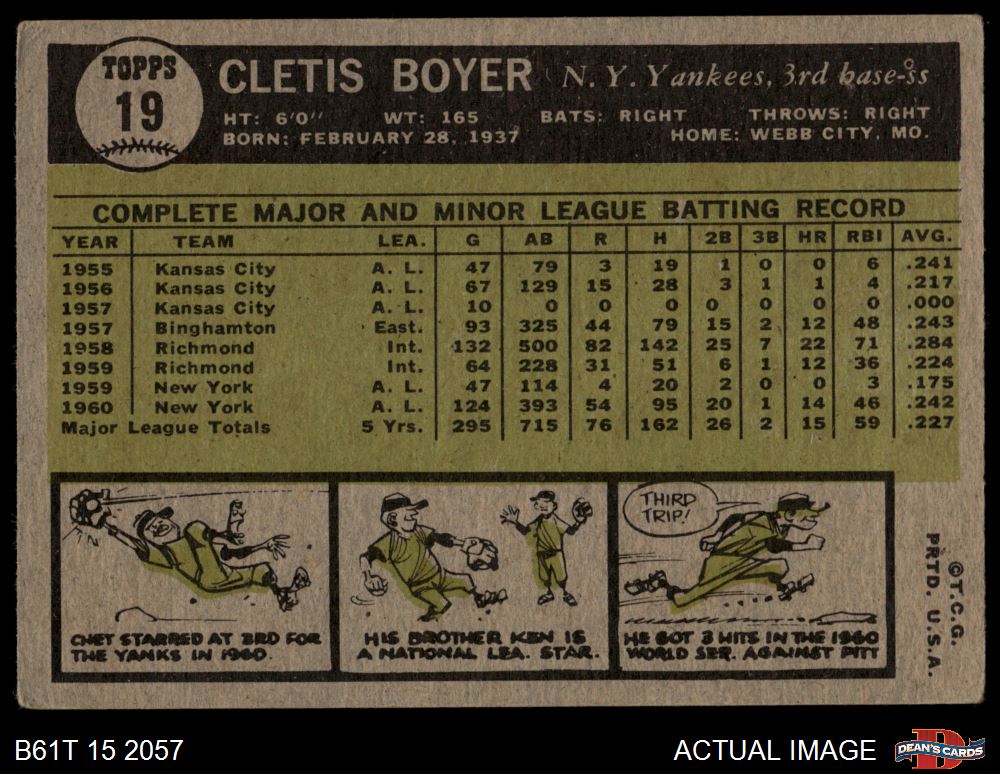 TOPPS
19
CLETIS BOYER N. Y. Yankees, 3rd base-ss
HT: 6'0" WT: 165 BATS: RIGHT THROWS: RIGHT
BORN: FEBRUARY 28, 1937 HOME: WEBB CITY, MO.
COMPLETE MAJOR AND MINOR LEAGUE BATTING RECORD
YEAR TEAM LEA. G AB R H 2B 3B HR RBI AVG.
1955 Kansas City A. L. 47 79 3 19 1 0 0 6 .241
1956 Kansas City A. L. 67 129 15 28 3 1 1 4 .217
1957 Kansas City A. L. 10 0 0 0 0 0 0 0 .000
1957 Binghamton East. 93 325 44 79 15 2 12 48 .243
1958 Richmond Int. 132 500 82 142 25 7 22 71 .284
1959 Richmond Int. 64 228 31 51 6 1 12 36 .224
1959 New York A. L. 47 114 4 20 2 0 0 3 .175
1960 New York A. L. 124 393 54 95 20 1 14 46 .242
Major League Totals 5 Yrs. 295 715 76 162 26 2 15 59 .227
CHET STARRED AT 3RD FOR
THE YANKS IN 1960.
HIS BROTHER KEN IS
A NATIONAL LEA. STAR.
THIRD
TRIP!
HE GOT 3 HITS IN THE 1960
WORLD SER. AGAINST PITT
©T.C.G.
PRTD. U.S.A.
B61T 15 2057
ACTUAL IMAGE
D
DEAN'S CARDS